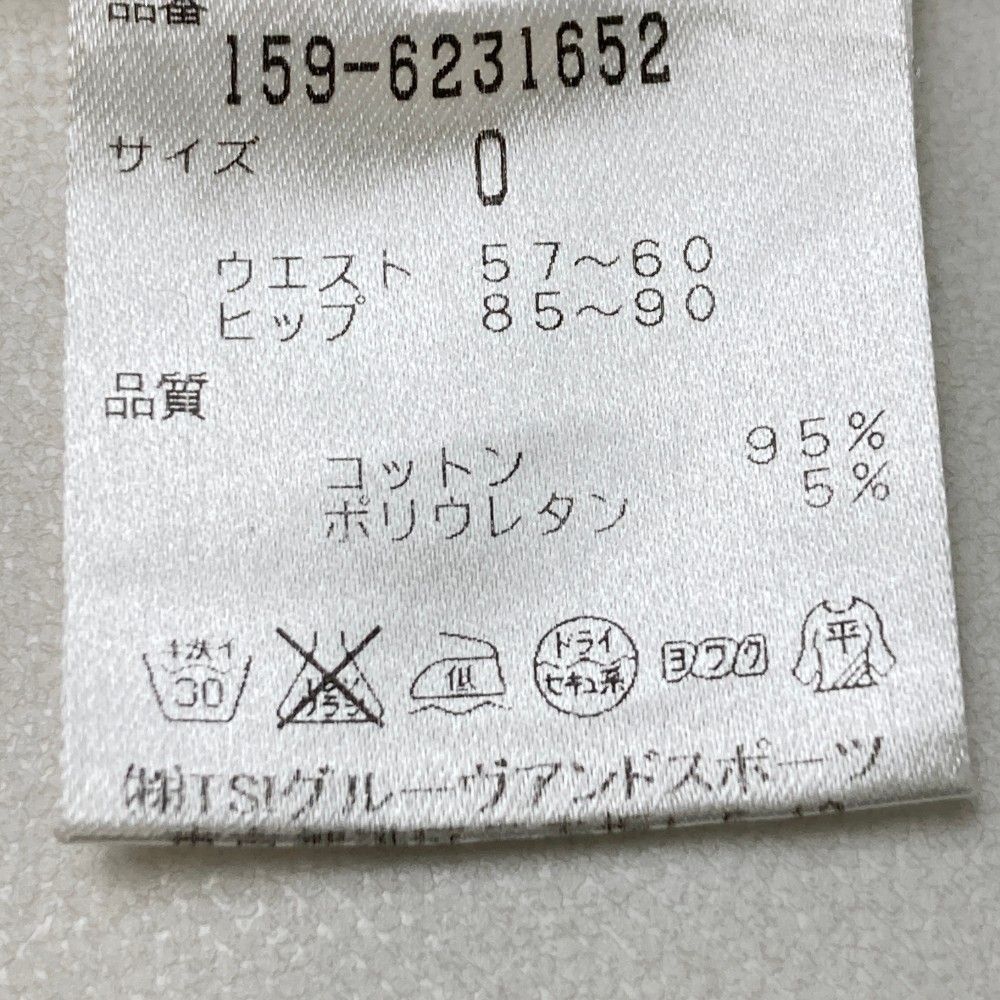 品番
159-6231652
サイズ 0
ウエスト 57〜60
ヒップ 85〜90
品質
コットン 95%
ポリウレタン 5%
30 低 ドライ セキユ系 ヨワク 平
㈱TSIグルーヴアンドスポーツ